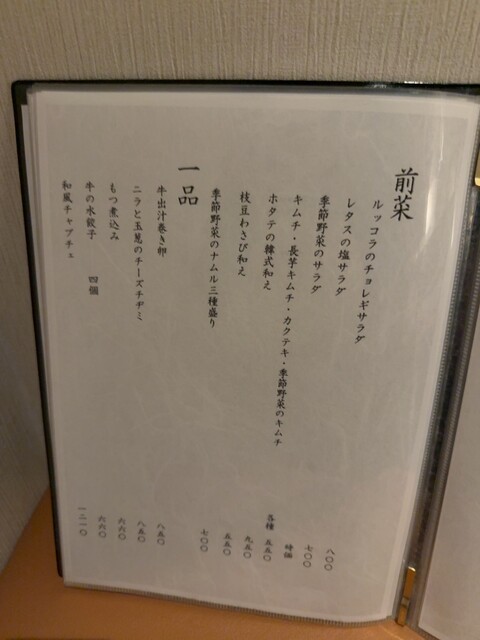 前菜
ルッコラのチョレギサラダ 八〇〇
レタスの塩サラダ 七〇〇
季節野菜のサラダ 時価
キムチ・長芋キムチ・カクテキ・季節野菜のキムチ 各種 五五〇
ホタテの韓式和え 九五〇
枝豆わさび和え 五五〇
季節野菜のナムル三種盛り 七〇〇
一品
牛出汁巻き卵 八五〇
ニラと玉葱のチーズチヂミ 八五〇
もつ煮込み 六六〇
牛の水餃子 四個 六六〇
和風チャプチェ 一二一〇